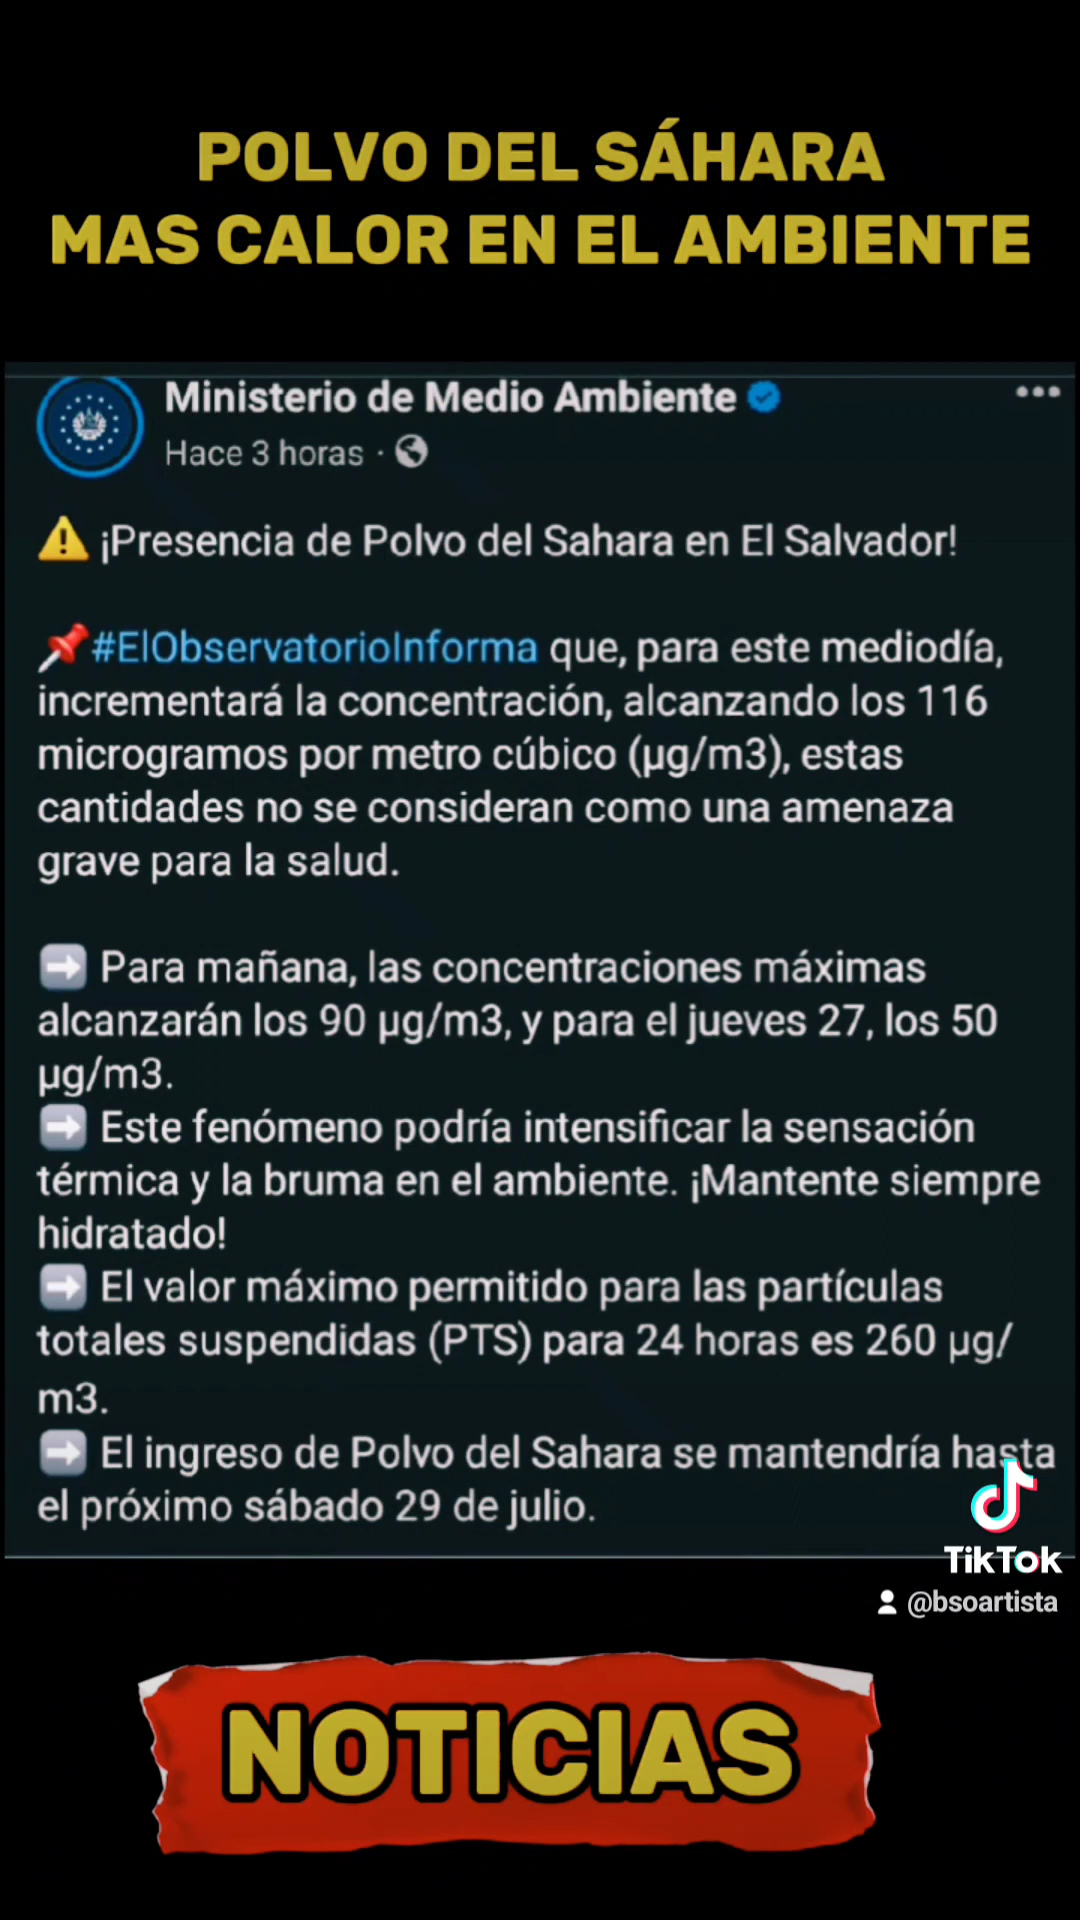 POLVO DEL SÁHARA
MAS CALOR EN EL AMBIENTE
Ministerio de Medio Ambiente
Hace 3 horas ·
⚠️ ¡Presencia de Polvo del Sahara en El Salvador!
📌#ElObservatorioInforma que, para este mediodía,
incrementará la concentración, alcanzando los 116
microgramos por metro cúbico (µg/m3), estas
cantidades no se consideran como una amenaza
grave para la salud.
➡️ Para mañana, las concentraciones máximas
alcanzarán los 90 µg/m3, y para el jueves 27, los 50
µg/m3.
➡️ Este fenómeno podría intensificar la sensación
térmica y la bruma en el ambiente. ¡Mantente siempre
hidratado!
➡️ El valor máximo permitido para las partículas
totales suspendidas (PTS) para 24 horas es 260 µg/
m3.
➡️ El ingreso de Polvo del Sahara se mantendría hasta
el próximo sábado 29 de julio.
TikTok
@bsoartista
NOTICIAS